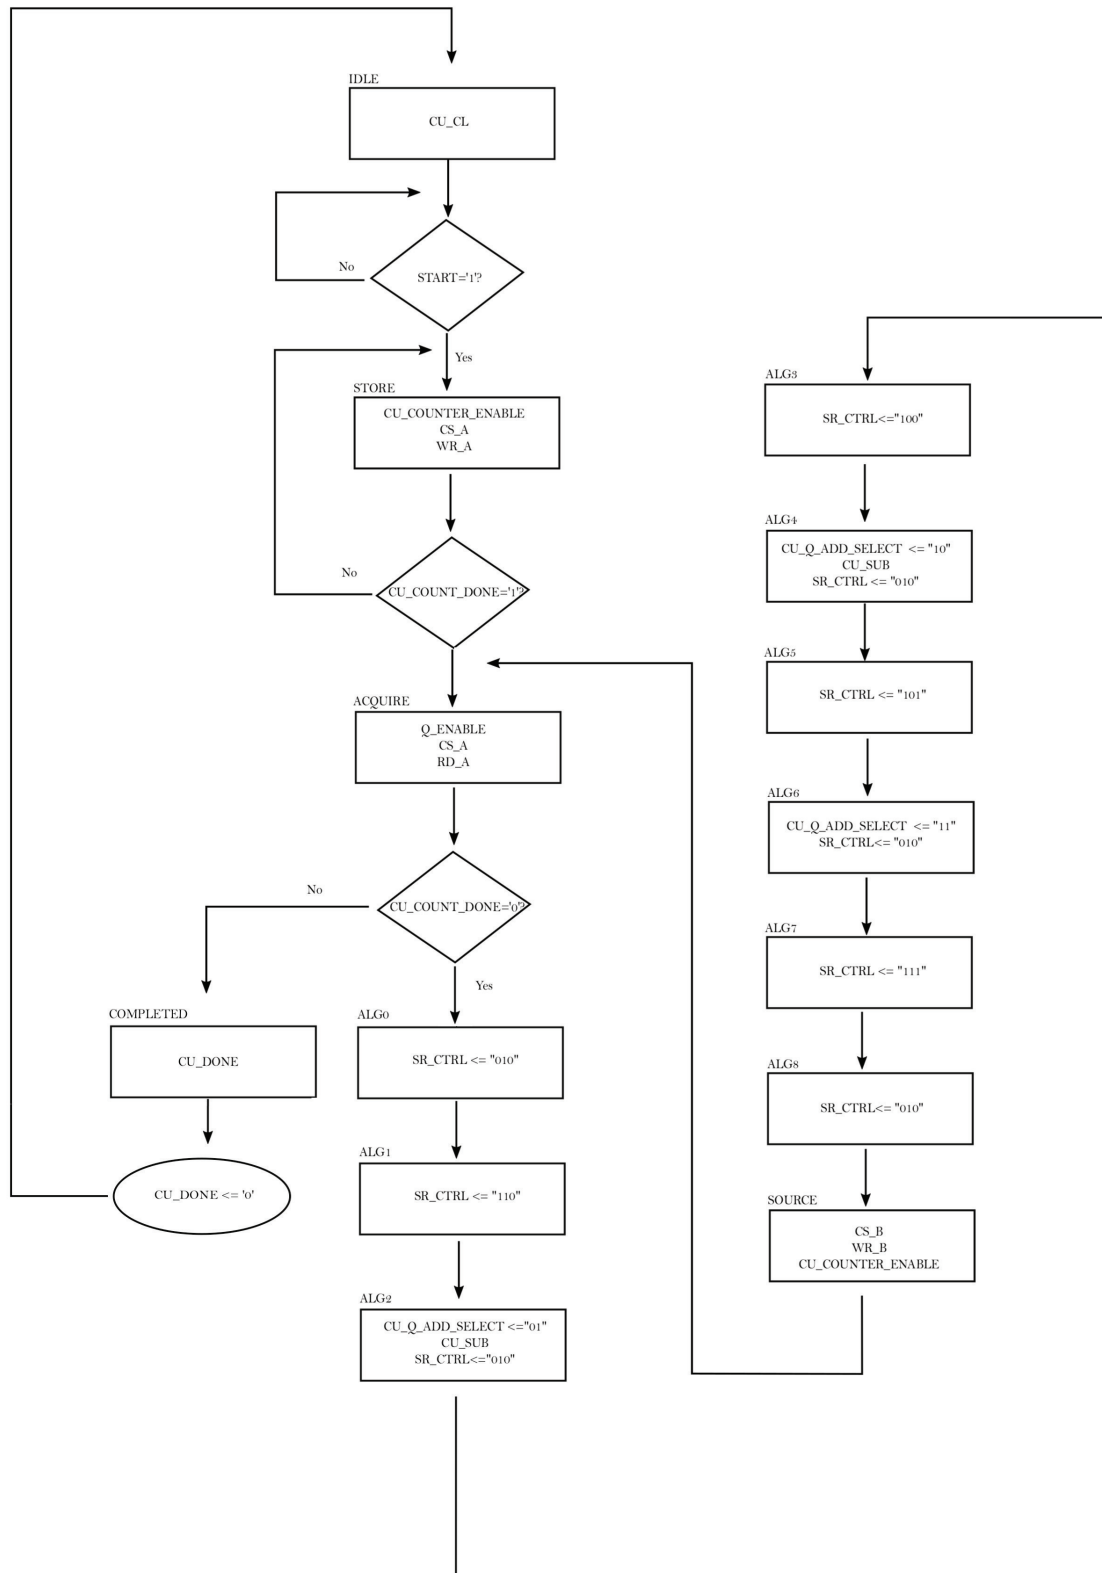 IDLE
CU_CL
START='1'?
No
Yes
STORE
CU_COUNTER_ENABLE
CS_A
WR_A
CU_COUNT_DONE='1'?
No
ACQUIRE
Q_ENABLE
CS_A
RD_A
CU_COUNT_DONE='0'?
No
Yes
COMPLETED
CU_DONE
CU_DONE <= '0'
ALG0
SR_CTRL <= "010"
ALG1
SR_CTRL <= "110"
ALG2
CU_Q_ADD_SELECT <="01"
CU_SUB
SR_CTRL<="010"
ALG3
SR_CTRL<="100"
ALG4
CU_Q_ADD_SELECT <= "10"
CU_SUB
SR_CTRL <= "010"
ALG5
SR_CTRL <= "101"
ALG6
CU_Q_ADD_SELECT <= "11"
SR_CTRL<= "010"
ALG7
SR_CTRL <= "111"
ALG8
SR_CTRL<= "010"
SOURCE
CS_B
WR_B
CU_COUNTER_ENABLE